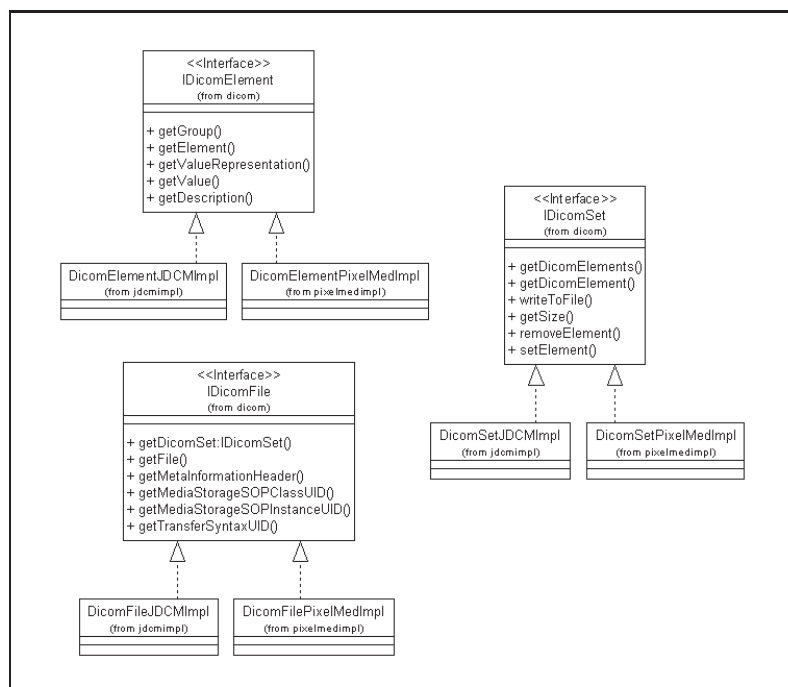 <<Interface>>
IDicomElement
(from dicom)
+ getGroup()
+ getElement()
+ getValueRepresentation()
+ getValue()
+ getDescription()
DicomElementJDCMImpl
(from jdcmimpl)
DicomElementPixelMedImpl
(from pixelmedimpl)
<<Interface>>
IDicomSet
(from dicom)
+ getDicomElements()
+ getDicomElement()
+ writeToFile()
+ getSize()
+ removeElement()
+ setElement()
DicomSetJDCMImpl
(from jdcmimpl)
DicomSetPixelMedImpl
(from pixelmedimpl)
<<Interface>>
IDicomFile
(from dicom)
+ getDicomSet:IDicomSet()
+ getFile()
+ getMetaInformationHeader()
+ getMediaStorageSOPClassUID()
+ getMediaStorageSOPInstanceUID()
+ getTransferSyntaxUID()
DicomFileJDCMImpl
(from jdcmimpl)
DicomFilePixelMedImpl
(from pixelmedimpl)